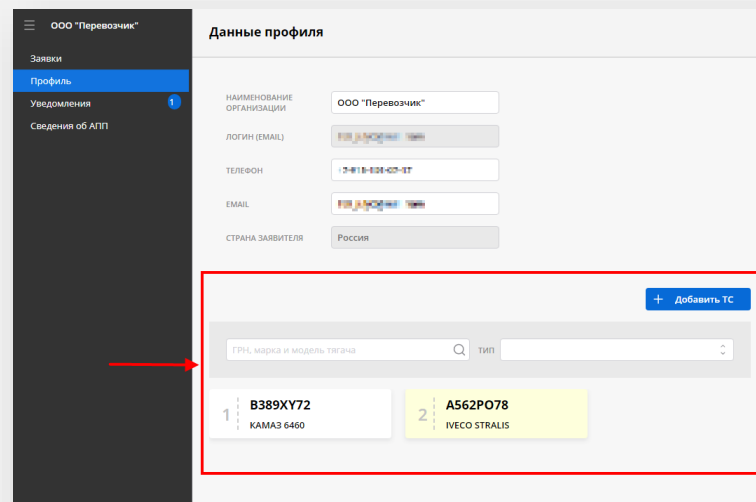 ООО "Перевозчик"
Заявки
Профиль
Уведомления 1
Сведения об АПП
Данные профиля
НАИМЕНОВАНИЕ
ОРГАНИЗАЦИИ
ООО "Перевозчик"
ЛОГИН (EMAIL)
ТЕЛЕФОН
EMAIL
СТРАНА ЗАЯВИТЕЛЯ
Россия
+ Добавить ТС
ГРН, марка и модель тягача
ТИП
1
В389ХУ72
КАМАЗ 6460
2
А562РО78
IVECO STRALIS